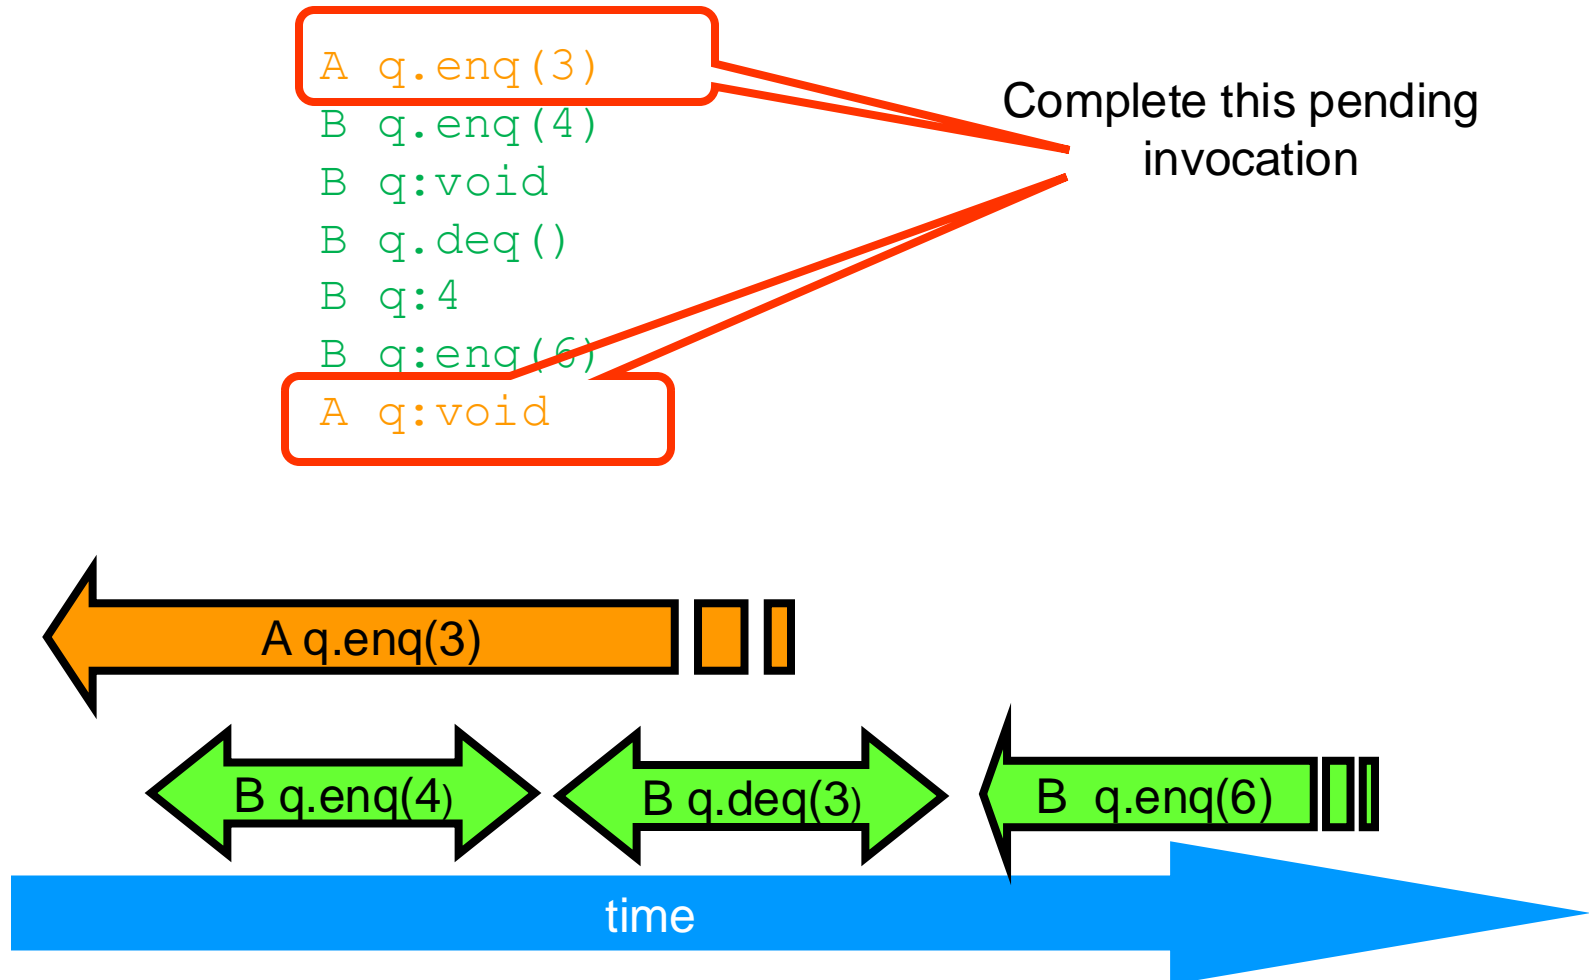 A q.enq(3)
B q.enq(4)
B q:void
B q.deq()
B q:4
B q:enq(6)
A q:void
Complete this pending
invocation
A q.enq(3)
B q.enq(4)
B q.deq(3)
B q.enq(6)
time